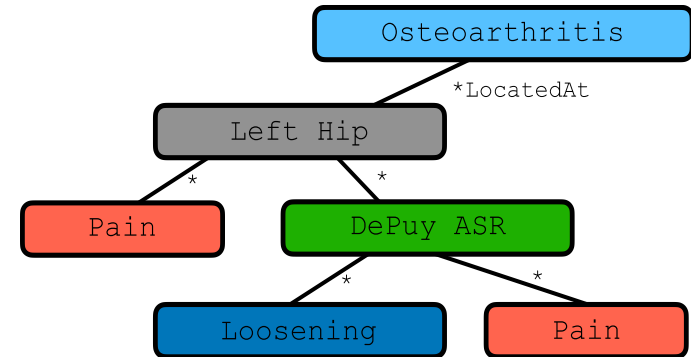 Osteoarthritis
*LocatedAt
Left Hip
*
*
Pain
DePuy ASR
*
*
Loosening
Pain